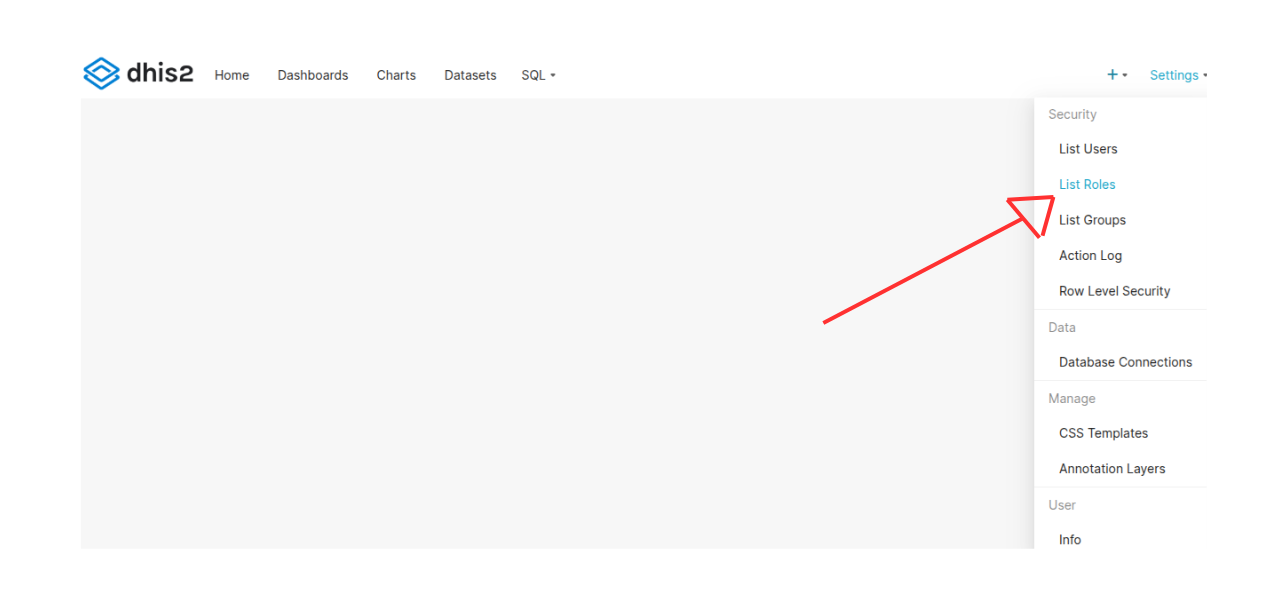 dhis2 Home Dashboards Charts Datasets SQL + Settings
Security
List Users
List Roles
List Groups
Action Log
Row Level Security
Data
Database Connections
Manage
CSS Templates
Annotation Layers
User
Info